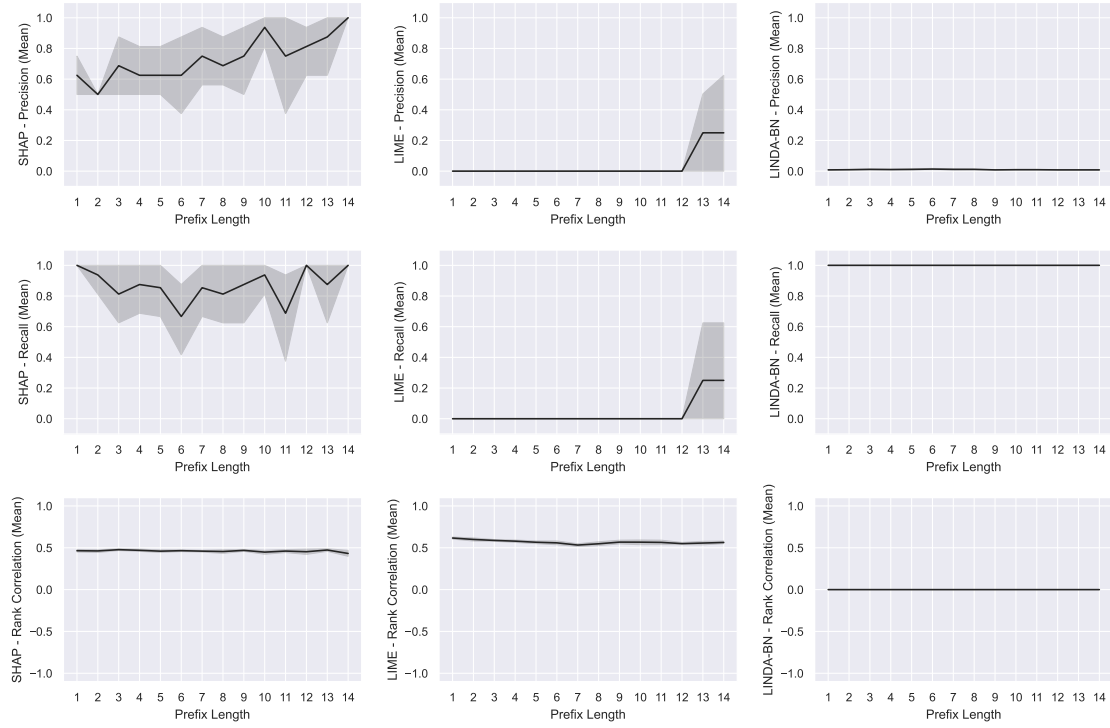 SHAP - Precision (Mean)
1.0
0.8
0.6
0.4
0.2
0.0
1 2 3 4 5 6 7 8 9 10 11 12 13 14
Prefix Length
LIME - Precision (Mean)
1.0
0.8
0.6
0.4
0.2
0.0
1 2 3 4 5 6 7 8 9 10 11 12 13 14
Prefix Length
LINDA-BN - Precision (Mean)
1.0
0.8
0.6
0.4
0.2
0.0
1 2 3 4 5 6 7 8 9 10 11 12 13 14
Prefix Length
SHAP - Recall (Mean)
1.0
0.8
0.6
0.4
0.2
0.0
1 2 3 4 5 6 7 8 9 10 11 12 13 14
Prefix Length
LIME - Recall (Mean)
1.0
0.8
0.6
0.4
0.2
0.0
1 2 3 4 5 6 7 8 9 10 11 12 13 14
Prefix Length
LINDA-BN - Recall (Mean)
1.0
0.8
0.6
0.4
0.2
0.0
1 2 3 4 5 6 7 8 9 10 11 12 13 14
Prefix Length
SHAP - Rank Correlation (Mean)
1.0
0.5
0.0
−0.5
−1.0
1 2 3 4 5 6 7 8 9 10 11 12 13 14
Prefix Length
LIME - Rank Correlation (Mean)
1.0
0.5
0.0
−0.5
−1.0
1 2 3 4 5 6 7 8 9 10 11 12 13 14
Prefix Length
LINDA-BN - Rank Correlation (Mean)
1.0
0.5
0.0
−0.5
−1.0
1 2 3 4 5 6 7 8 9 10 11 12 13 14
Prefix Length